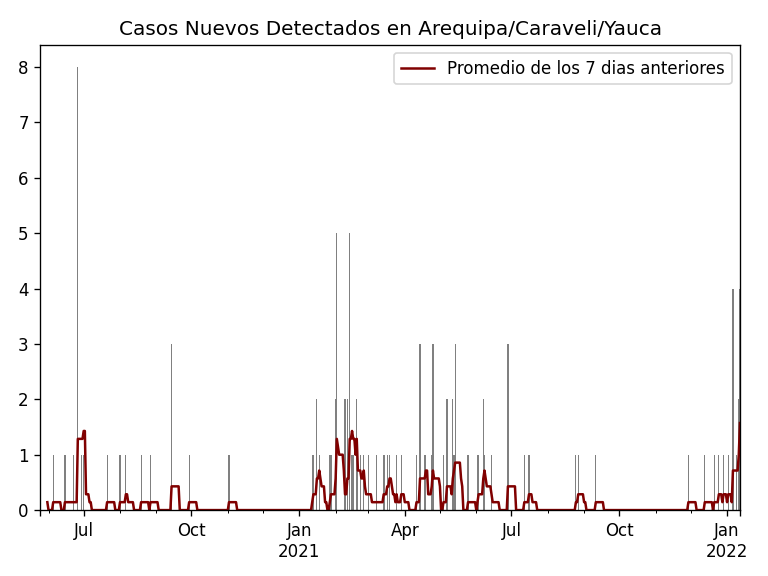 Casos Nuevos Detectados en Arequipa/Caraveli/Yauca
Promedio de los 7 dias anteriores
8
7
6
5
4
3
2
1
0
Jul
Oct
Jan
2021
Apr
Jul
Oct
Jan
2022